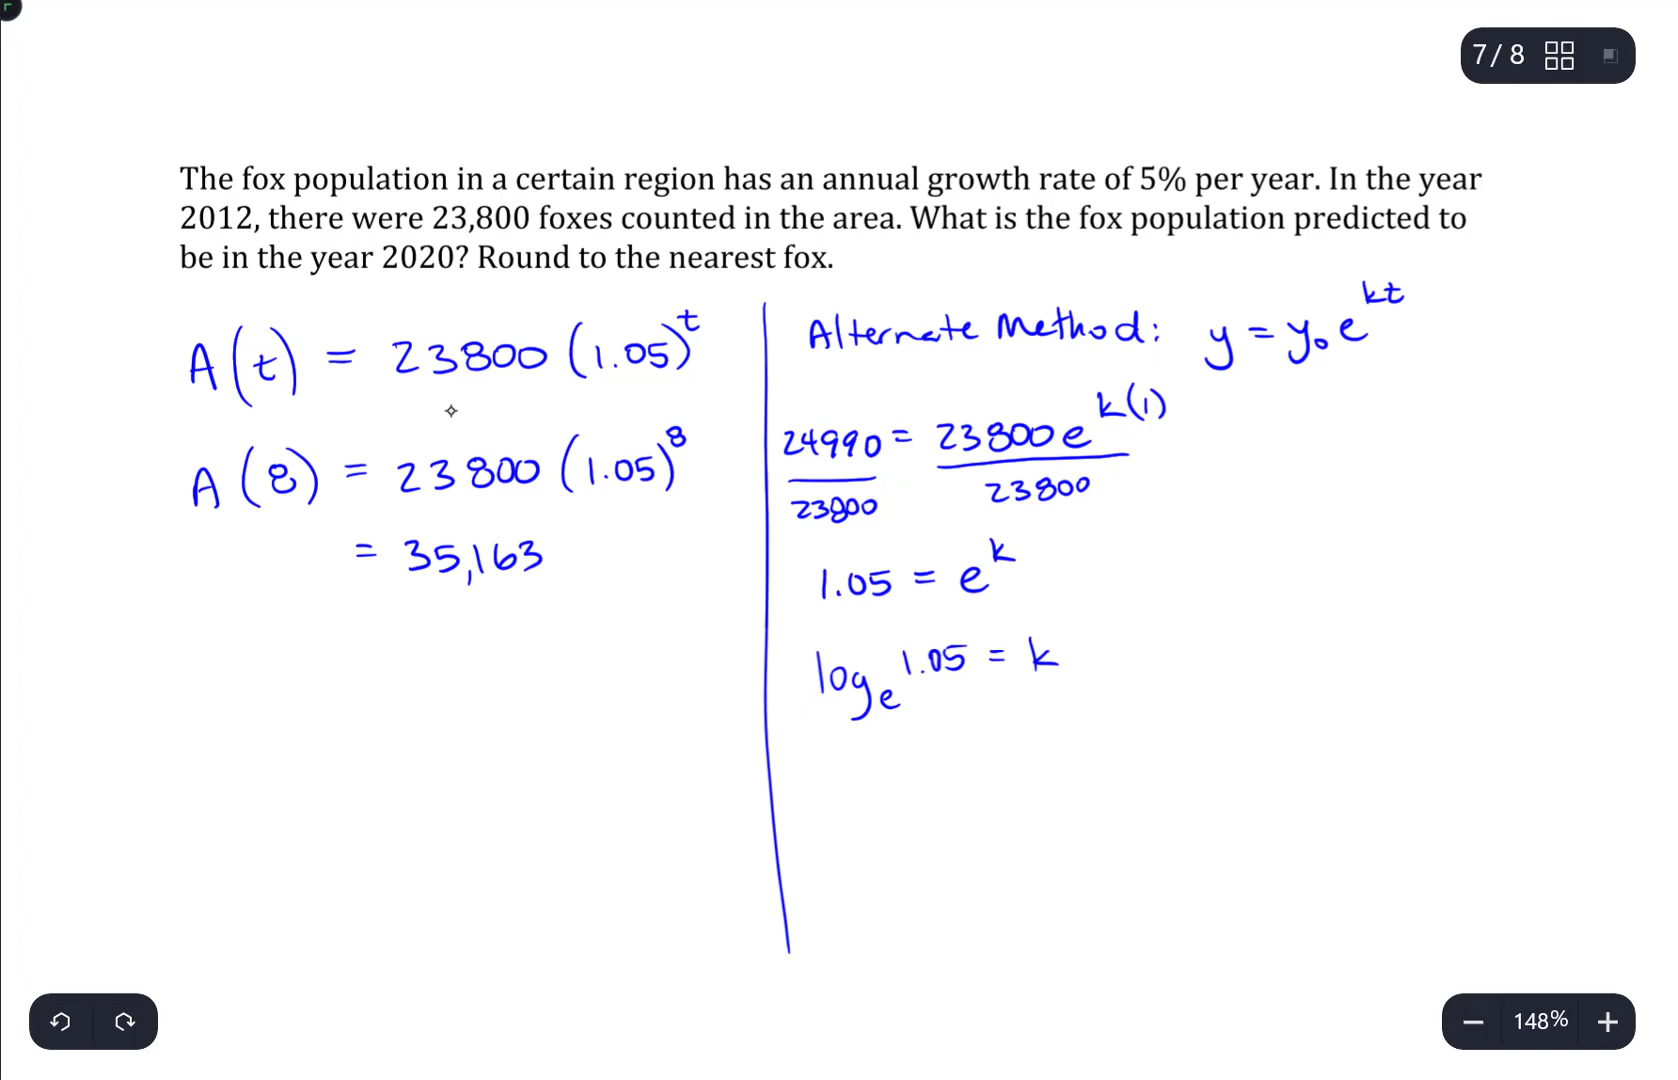 7 / 8
The fox population in a certain region has an annual growth rate of 5% per year. In the year
2012, there were 23,800 foxes counted in the area. What is the fox population predicted to
be in the year 2020? Round to the nearest fox.
A(t) = 23800 (1.05)^t
A(8) = 23800 (1.05)^8
= 35,163
Alternate Method: y = y₀e^kt
24990/23800 = 23800e^k(1)/23800
1.05 = e^k
logₑ 1.05 = k
148%